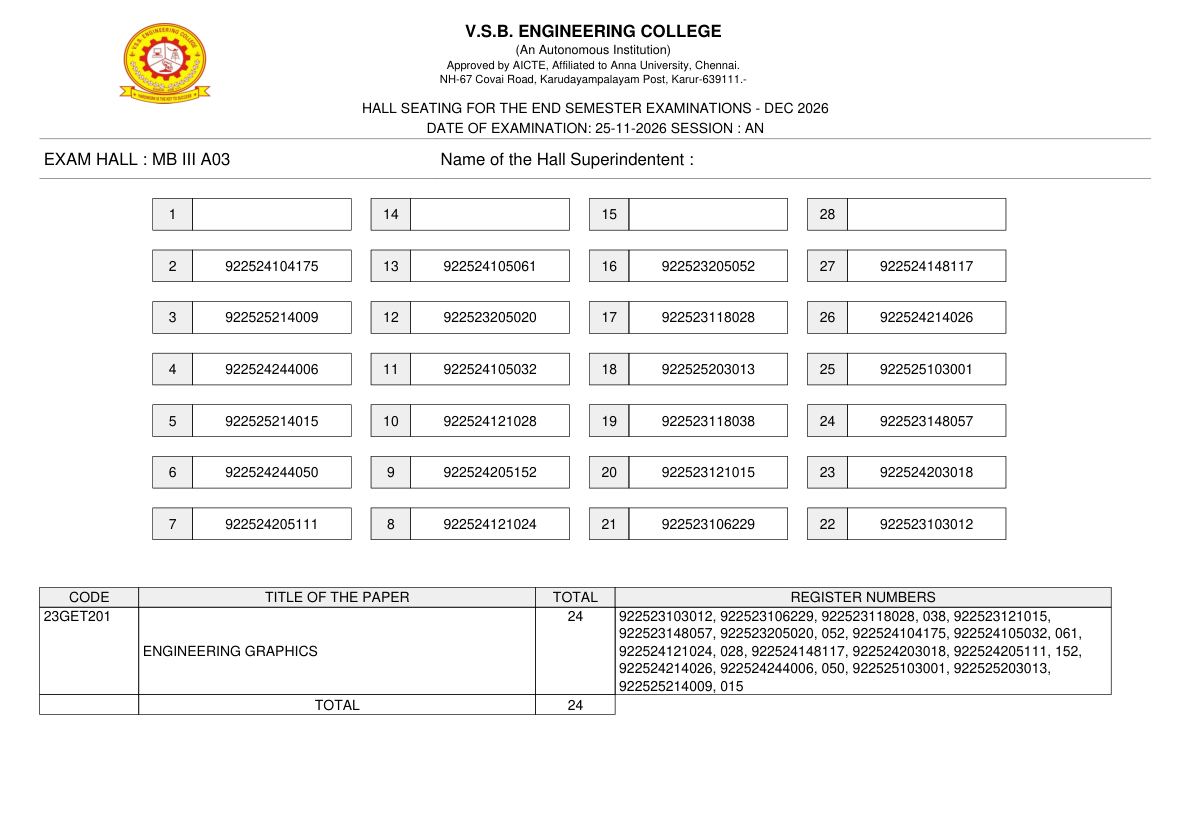 V.S.B. ENGINEERING COLLEGE
(An Autonomous Institution)
Approved by AICTE, Affiliated to Anna University, Chennai.
NH-67 Covai Road, Karudayampalayam Post, Karur-639111.-
HALL SEATING FOR THE END SEMESTER EXAMINATIONS - DEC 2026
DATE OF EXAMINATION: 25-11-2026 SESSION : AN
EXAM HALL : MB III A03 Name of the Hall Superintendent :
1 14 15 28
2 922524104175 13 922524105061 16 922523205052 27 922524148117
3 922525214009 12 922523205020 17 922523118028 26 922524214026
4 922524244006 11 922524105032 18 922525203013 25 922525103001
5 922525214015 10 922524121028 19 922523118038 24 922523148057
6 922524244050 9 922524205152 20 922523121015 23 922524203018
7 922524205111 8 922524121024 21 922523106229 22 922523103012
CODE TITLE OF THE PAPER TOTAL REGISTER NUMBERS
23GET201 ENGINEERING GRAPHICS 24 922523103012, 922523106229, 922523118028, 038, 922523121015,
922523148057, 922523205020, 052, 922524104175, 922524105032, 061,
922524121024, 028, 922524148117, 922524203018, 922524205111, 152,
922524214026, 922524244006, 050, 922525103001, 922525203013,
922525214009, 015
TOTAL 24